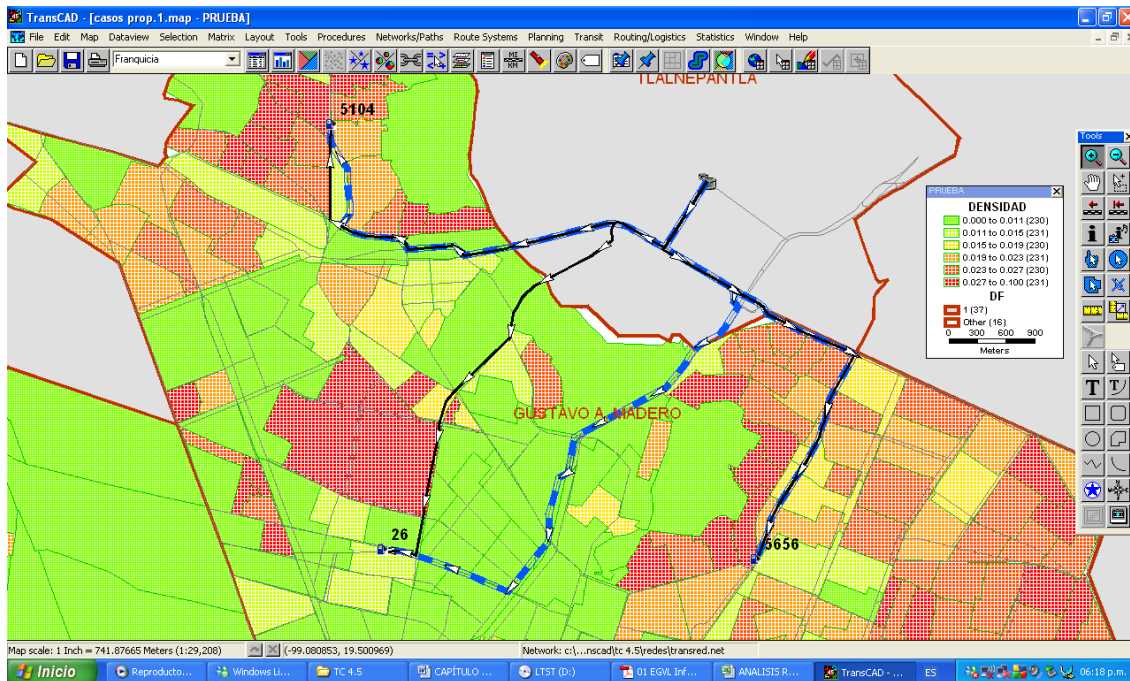 TransCAD - [casos prop.1.map - PRUEBA]
File Edit Map Dataview Selection Matrix Layout Tools Procedures Networks/Paths Route Systems Planning Transit Routing/Logistics Statistics Window Help
Franquicia
MI
KM
TLALNEPANTLA
5104
Tools
PRUEBA
DENSIDAD
0.000 to 0.011 (230)
0.011 to 0.015 (231)
0.015 to 0.019 (230)
0.019 to 0.023 (231)
0.023 to 0.027 (230)
0.027 to 0.100 (231)
DF
1 (37)
Other (16)
0 300 600 900
Meters
GUSTAVO A. MADERO
26
5656
T T
Map scale: 1 Inch = 741.87665 Meters (1:29,208)
(-99.080853, 19.500969)
Network: c:\...nscad\tc 4.5\redes\transred.net
Inicio
Reproducto...
Windows Li...
TC 4.5
CAPÍTULO ...
LTST (D:)
01 EGVL Inf...
ANALISIS R...
TransCAD - ...
ES
06:18 p.m.